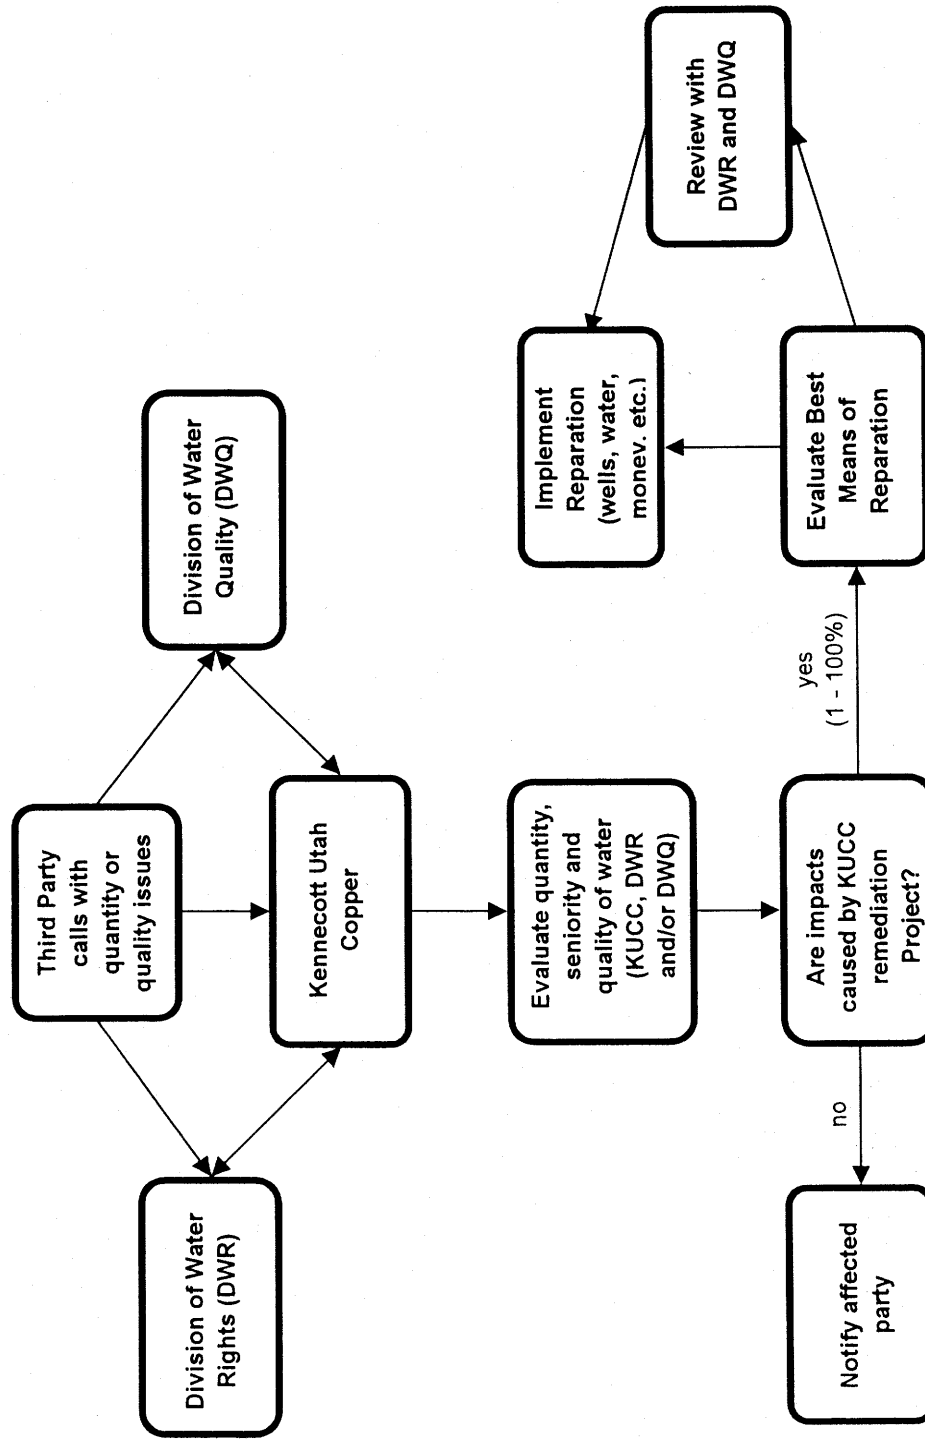 Third Party
calls with
quantity or
quality issues
Division of Water
Rights (DWR)
Kennecott Utah
Copper
Division of Water
Quality (DWQ)
Evaluate quantity,
seniority and
quality of water
(KUCC, DWR
and/or DWQ)
Are impacts
caused by KUCC
remediation
Project?
no
Notify affected
party
yes
(1 - 100%)
Evaluate Best
Means of
Reparation
Implement
Reparation
(wells, water,
monev. etc.)
Review with
DWR and DWQ